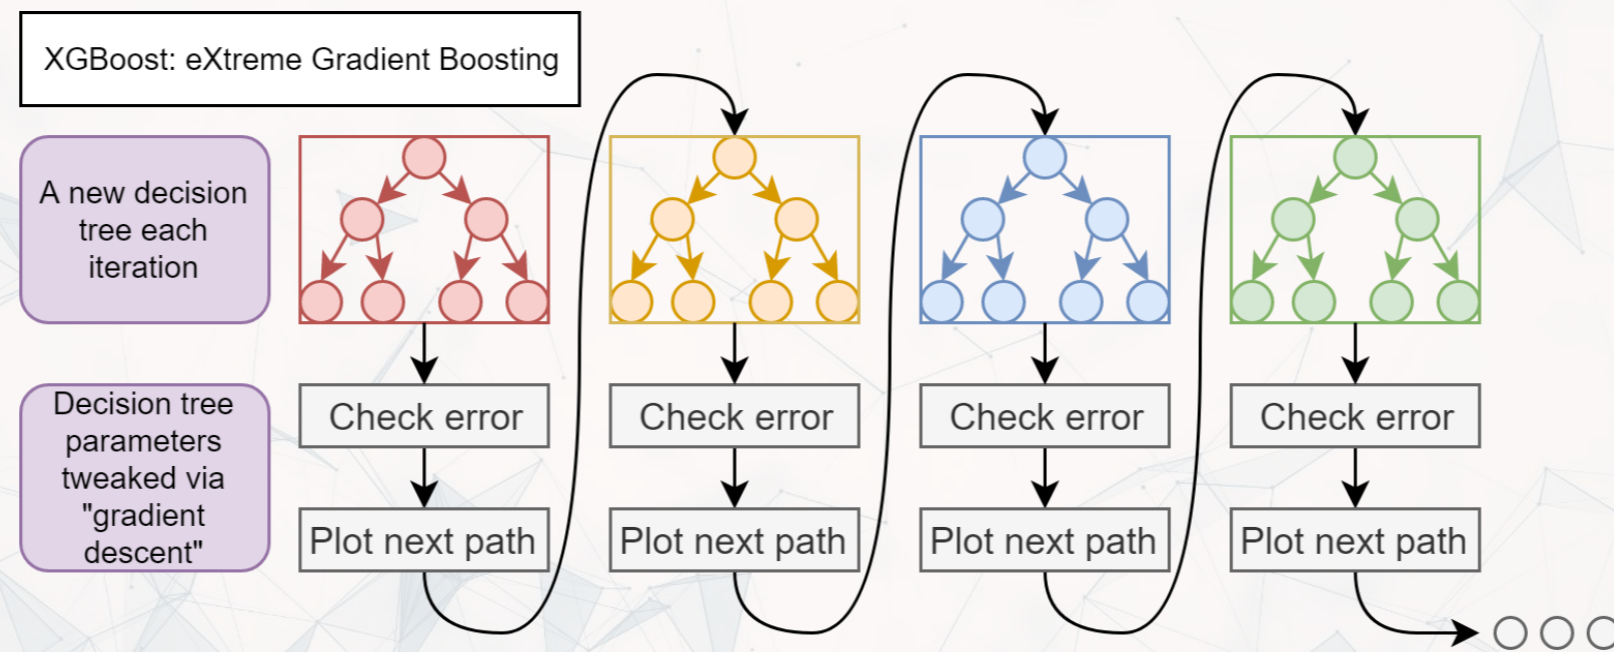 XGBoost: eXtreme Gradient Boosting
A new decision
tree each
iteration
Decision tree
parameters
tweaked via
"gradient
descent"
Check error
Check error
Check error
Check error
Plot next path
Plot next path
Plot next path
Plot next path